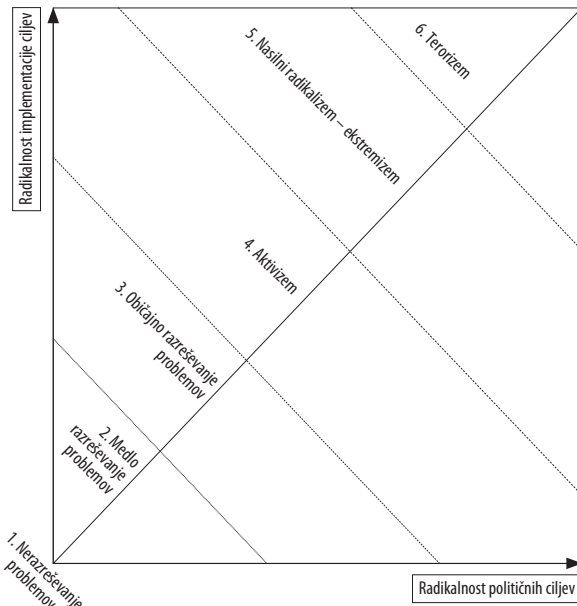 Radikalnost implementacije ciljev
6. Terorizem
5. Nasilni radikalizem – ekstremizem
4. Aktivizem
3. Običajno razreševanje
problemov
2. Medlo
razreševanje
problemov
1. Nerazreševanje
problemov
Radikalnost političnih ciljev